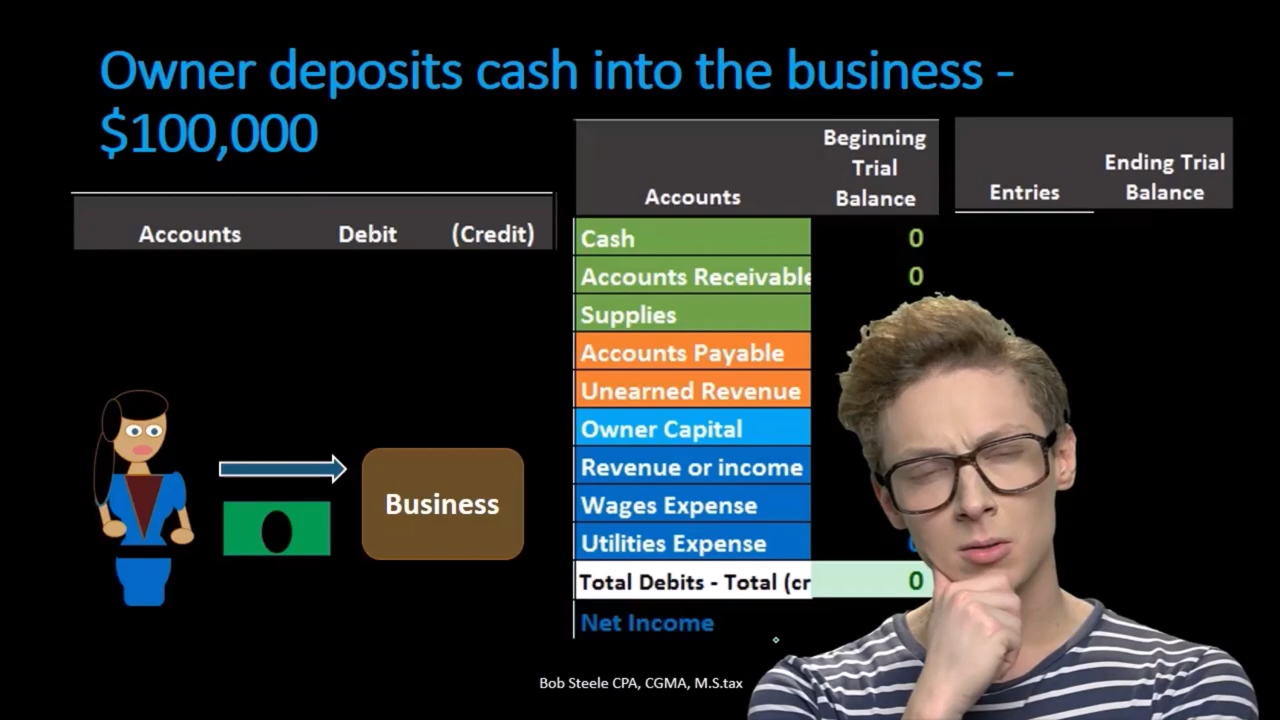 Owner deposits cash into the business -
$100,000
Accounts Debit (Credit)
Business
Accounts Beginning Trial Balance
Cash 0
Accounts Receivable 0
Supplies
Accounts Payable
Unearned Revenue
Owner Capital
Revenue or income
Wages Expense
Utilities Expense
Total Debits - Total (cr 0
Net Income
Entries Ending Trial Balance
Bob Steele CPA, CGMA, M.S.tax